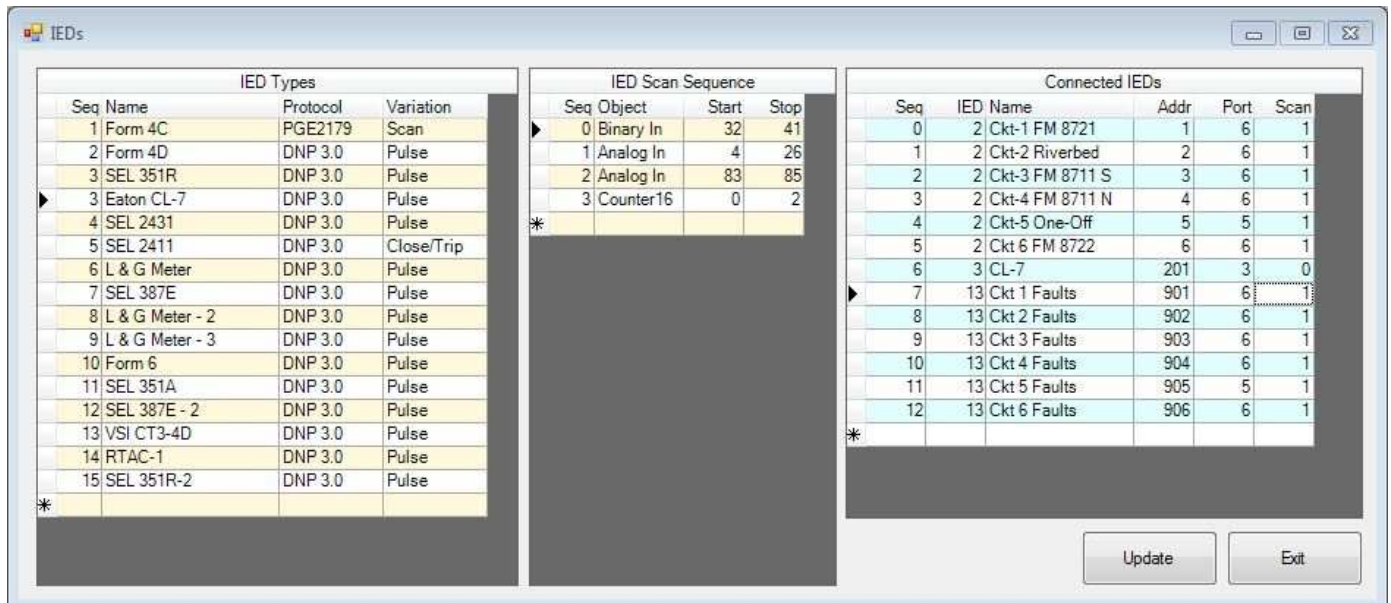 IEDs
IED Types
Seq Name Protocol Variation
1 Form 4C PGE2179 Scan
2 Form 4D DNP 3.0 Pulse
3 SEL 351R DNP 3.0 Pulse
3 Eaton CL-7 DNP 3.0 Pulse
4 SEL 2431 DNP 3.0 Pulse
5 SEL 2411 DNP 3.0 Close/Trip
6 L & G Meter DNP 3.0 Pulse
7 SEL 387E DNP 3.0 Pulse
8 L & G Meter - 2 DNP 3.0 Pulse
9 L & G Meter - 3 DNP 3.0 Pulse
10 Form 6 DNP 3.0 Pulse
11 SEL 351A DNP 3.0 Pulse
12 SEL 387E - 2 DNP 3.0 Pulse
13 VSI CT3-4D DNP 3.0 Pulse
14 RTAC-1 DNP 3.0 Pulse
15 SEL 351R-2 DNP 3.0 Pulse
IED Scan Sequence
Seq Object Start Stop
0 Binary In 32 41
1 Analog In 4 26
2 Analog In 83 85
3 Counter16 0 2
Connected IEDs
Seq IED Name Addr Port Scan
0 2 Ckt-1 FM 8721 1 6 1
1 2 Ckt-2 Riverbed 2 6 1
2 2 Ckt-3 FM 8711 S 3 6 1
3 2 Ckt-4 FM 8711 N 4 6 1
4 2 Ckt-5 One-Off 5 5 1
5 2 Ckt 6 FM 8722 6 6 1
6 3 CL-7 201 3 0
7 13 Ckt 1 Faults 901 6 1
8 13 Ckt 2 Faults 902 6 1
9 13 Ckt 3 Faults 903 6 1
10 13 Ckt 4 Faults 904 6 1
11 13 Ckt 5 Faults 905 5 1
12 13 Ckt 6 Faults 906 6 1
Update Exit